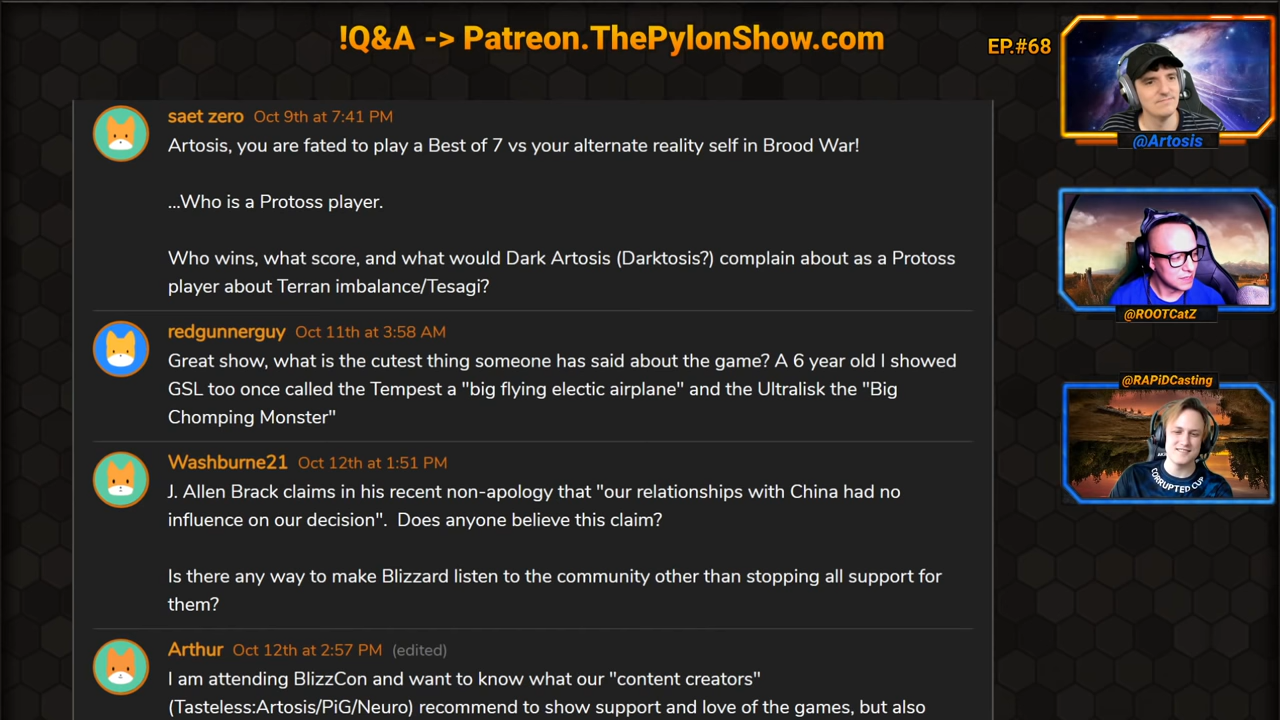 !Q&A -> Patreon.ThePylonShow.com
EP.#68
@Artosis
@ROOTCatZ
@RAPiDCasting
CORRUPTED CUP
saet zero Oct 9th at 7:41 PM
Artosis, you are fated to play a Best of 7 vs your alternate reality self in Brood War!
...Who is a Protoss player.
Who wins, what score, and what would Dark Artosis (Darktosis?) complain about as a Protoss
player about Terran imbalance/Tesagi?
redgunnerguy Oct 11th at 3:58 AM
Great show, what is the cutest thing someone has said about the game? A 6 year old I showed
GSL too once called the Tempest a "big flying electic airplane" and the Ultralisk the "Big
Chomping Monster"
Washburne21 Oct 12th at 1:51 PM
J. Allen Brack claims in his recent non-apology that "our relationships with China had no
influence on our decision".  Does anyone believe this claim?
Is there any way to make Blizzard listen to the community other than stopping all support for
them?
Arthur Oct 12th at 2:57 PM (edited)
I am attending BlizzCon and want to know what our "content creators"
(Tasteless:Artosis/PiG/Neuro) recommend to show support and love of the games, but also